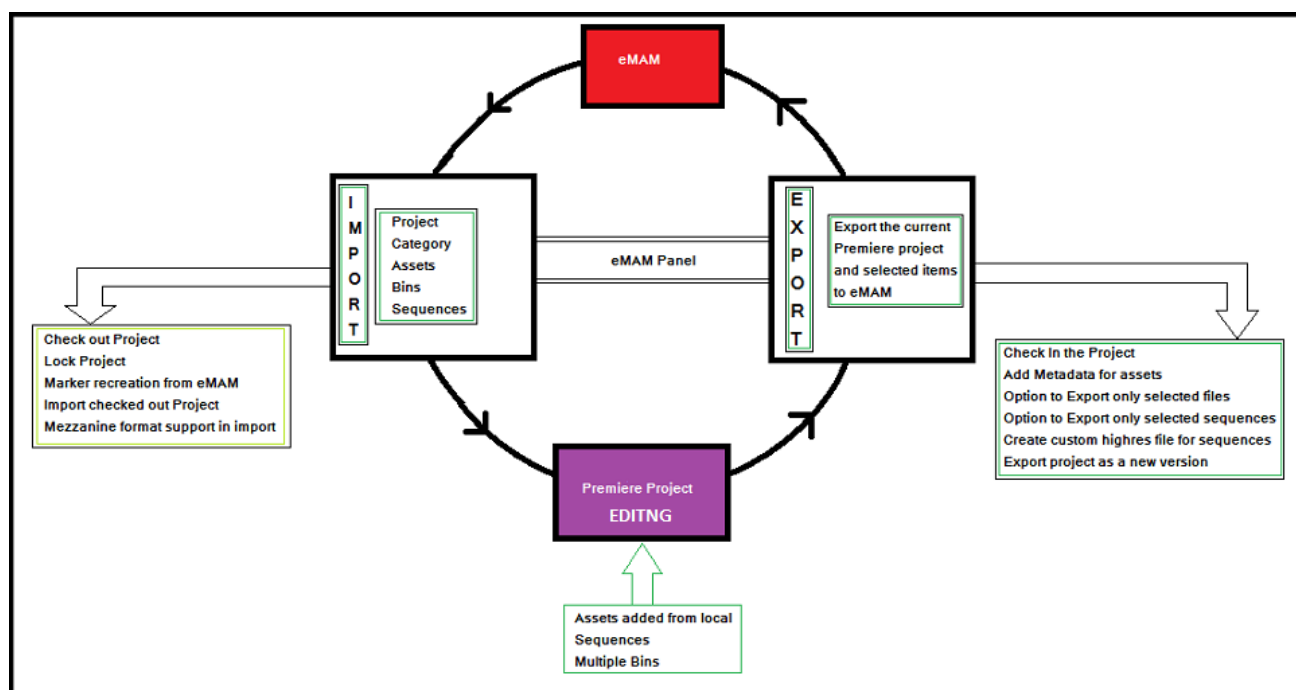 eMAM
IMPORT
Project
Category
Assets
Bins
Sequences
eMAM Panel
EXPORT
Export the current
Premiere project
and selected items
to eMAM
Check out Project
Lock Project
Marker recreation from eMAM
Import checked out Project
Mezzanine format support in import
Check In the Project
Add Metadata for assets
Option to Export only selected files
Option to Export only selected sequences
Create custom highres file for sequences
Export project as a new version
Premiere Project
EDITNG
Assets added from local
Sequences
Multiple Bins